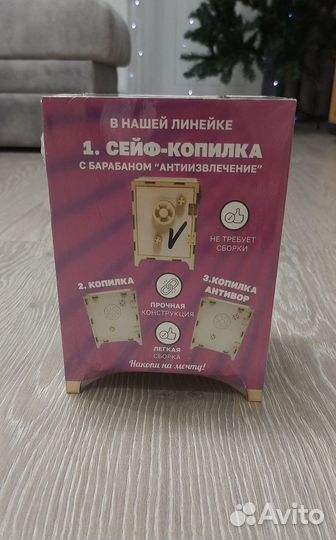 В НАШЕЙ ЛИНЕЙКЕ
1. СЕЙФ-КОПИЛКА
С БАРАБАНОМ "АНТИИЗВЛЕЧЕНИЕ"
НЕ ТРЕБУЕТ
СБОРКИ
2. КОПИЛКА
3.КОПИЛКА
АНТИВОР
ПРОЧНАЯ
КОНСТРУКЦИЯ
ЛЕГКАЯ
СБОРКА
Накопи на мечту!
Avito